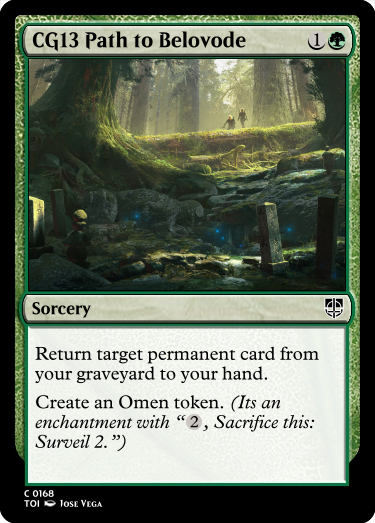 CG13 Path to Belovode 1
Sorcery
Return target permanent card from
your graveyard to your hand.
Create an Omen token. (Its an
enchantment with “2, Sacrifice this:
Surveil 2.”)
C 0168
TOI Jose Vega